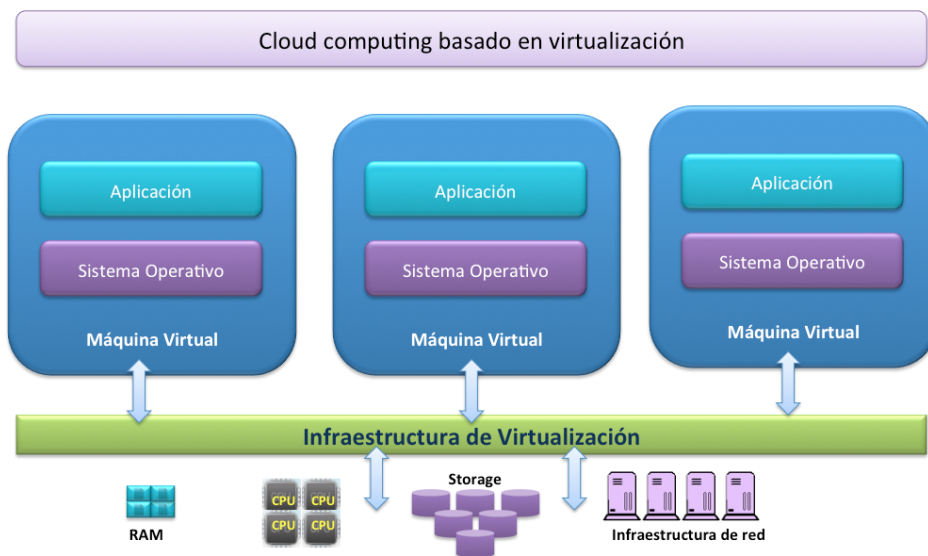 Cloud computing basado en virtualización
Aplicación
Aplicación
Aplicación
Sistema Operativo
Sistema Operativo
Sistema Operativo
Máquina Virtual
Máquina Virtual
Máquina Virtual
Infraestructura de Virtualización
Storage
CPU CPU
CPU CPU
RAM
Infraestructura de red